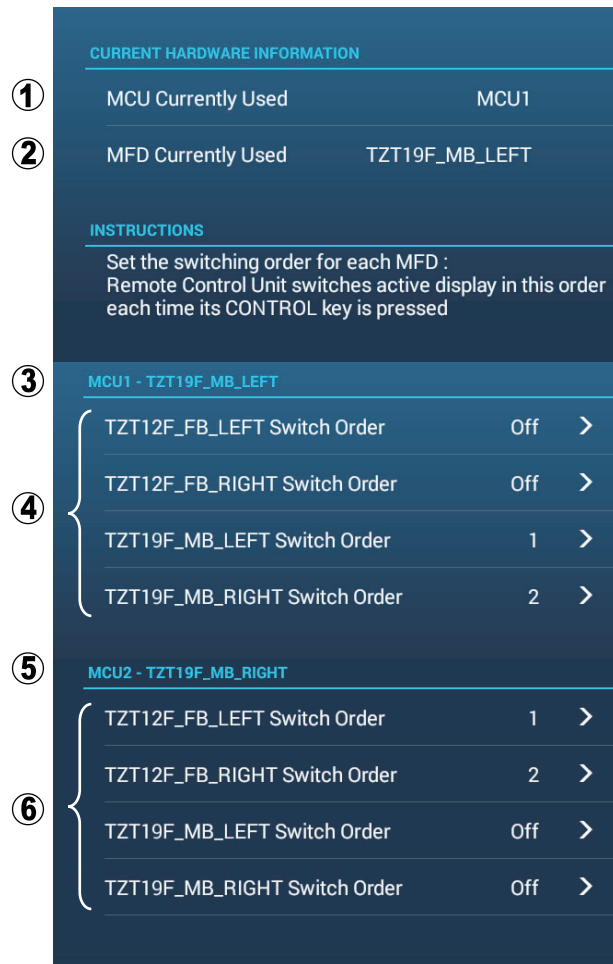 CURRENT HARDWARE INFORMATION
① MCU Currently Used MCU1
② MFD Currently Used TZT19F_MB_LEFT
INSTRUCTIONS
Set the switching order for each MFD :
Remote Control Unit switches active display in this order
each time its CONTROL key is pressed
③ MCU1 - TZT19F_MB_LEFT
TZT12F_FB_LEFT Switch Order Off >
TZT12F_FB_RIGHT Switch Order Off >
④
TZT19F_MB_LEFT Switch Order 1 >
TZT19F_MB_RIGHT Switch Order 2 >
⑤ MCU2 - TZT19F_MB_RIGHT
TZT12F_FB_LEFT Switch Order 1 >
TZT12F_FB_RIGHT Switch Order 2 >
⑥
TZT19F_MB_LEFT Switch Order Off >
TZT19F_MB_RIGHT Switch Order Off >